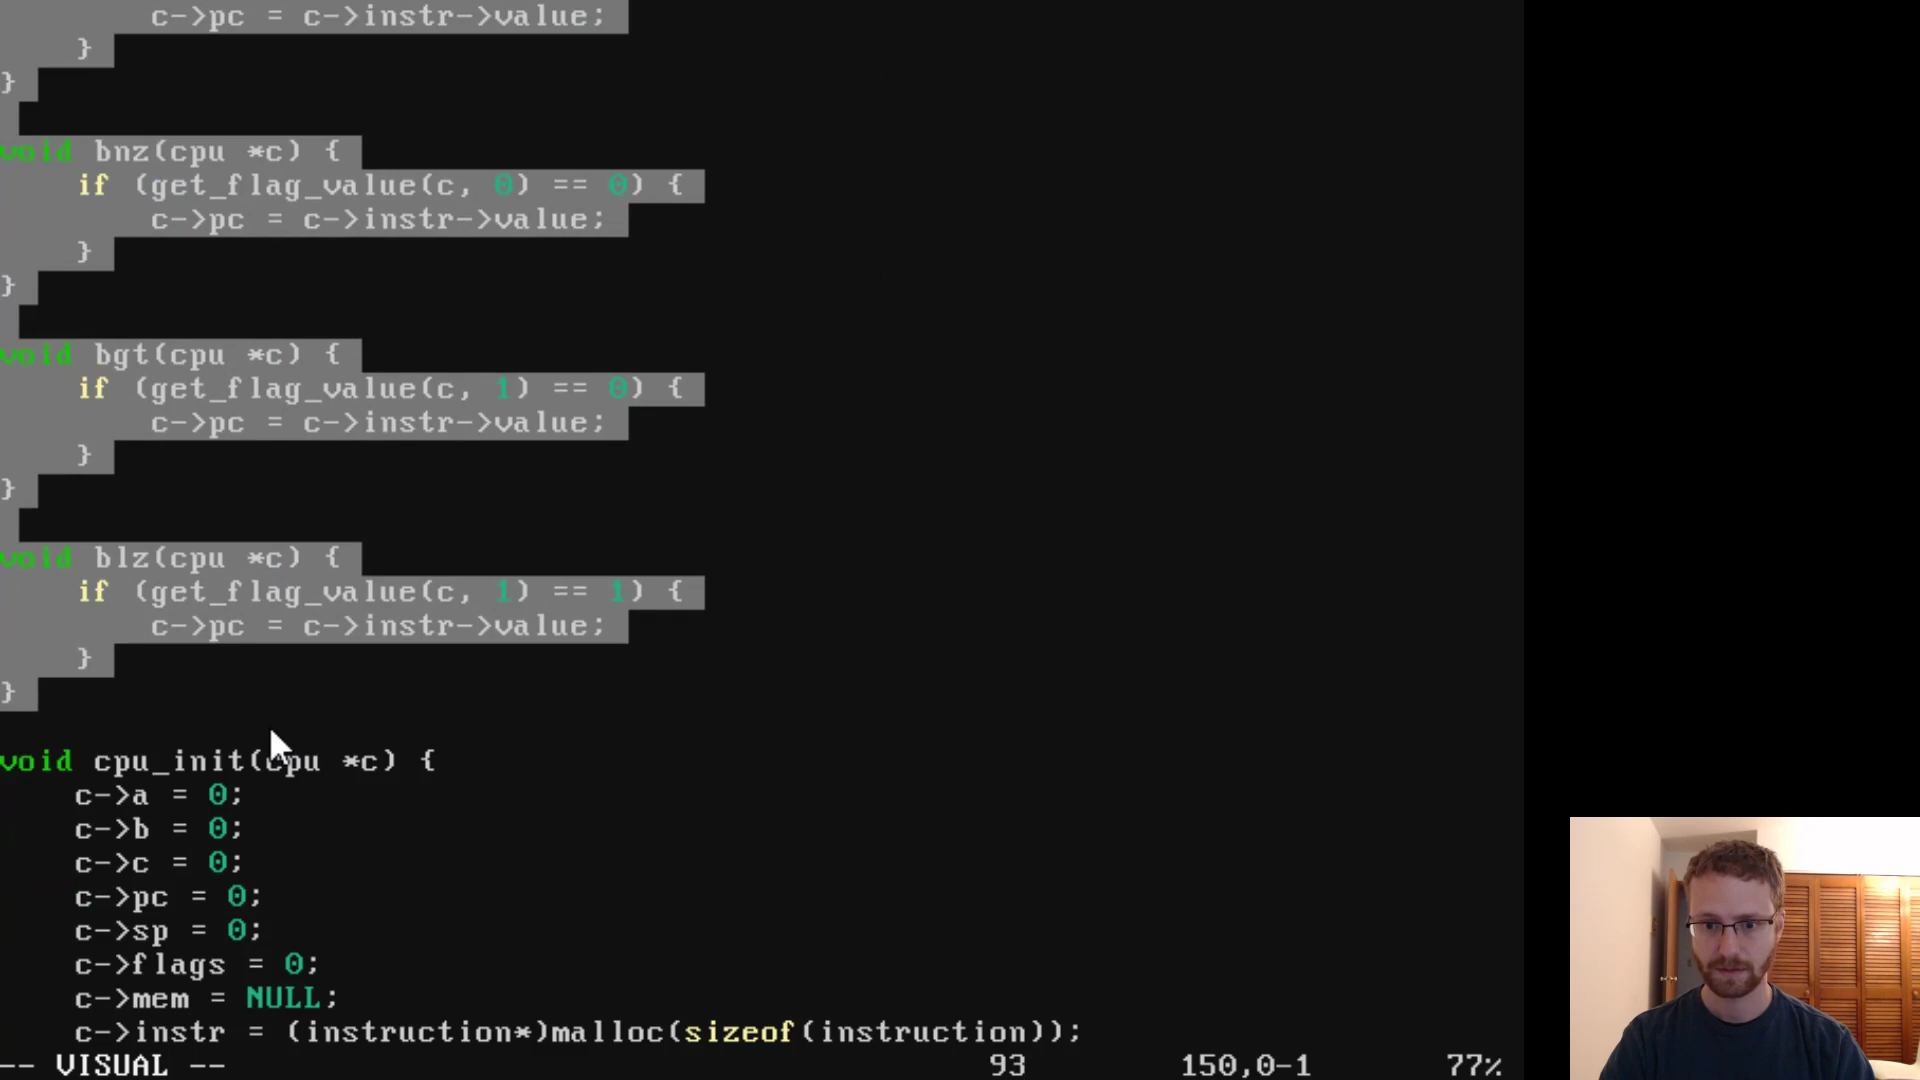 c->pc = c->instr->value;
}
}
void bnz(cpu *c) {
if (get_flag_value(c, 0) == 0) {
c->pc = c->instr->value;
}
}
void bgt(cpu *c) {
if (get_flag_value(c, 1) == 0) {
c->pc = c->instr->value;
}
}
void blz(cpu *c) {
if (get_flag_value(c, 1) == 1) {
c->pc = c->instr->value;
}
}
void cpu_init(cpu *c) {
c->a = 0;
c->b = 0;
c->c = 0;
c->pc = 0;
c->sp = 0;
c->flags = 0;
c->mem = NULL;
c->instr = (instruction*)malloc(sizeof(instruction));
-- VISUAL -- 93 150,0-1 77%